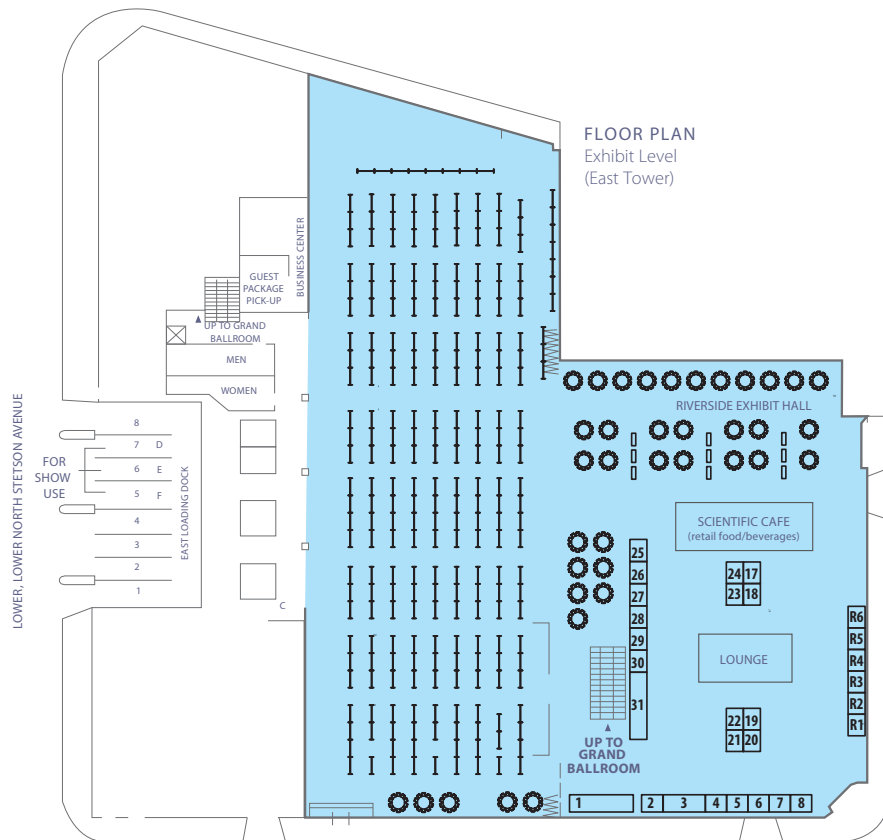 FLOOR PLAN
Exhibit Level
(East Tower)
BUSINESS CENTER
GUEST
PACKAGE
PICK-UP
UP TO GRAND
BALLROOM
MEN
WOMEN
LOWER, LOWER NORTH STETSON AVENUE
FOR
SHOW
USE
8
7 D
6 E
5 F
4
3
2
1
EAST LOADING DOCK
C
RIVERSIDE EXHIBIT HALL
SCIENTIFIC CAFE
(retail food/beverages)
25
26
27
28
29
30
31
24 17
23 18
LOUNGE
22 19
21 20
R6
R5
R4
R3
R2
R1
UP TO
GRAND
BALLROOM
1 2 3 4 5 6 7 8